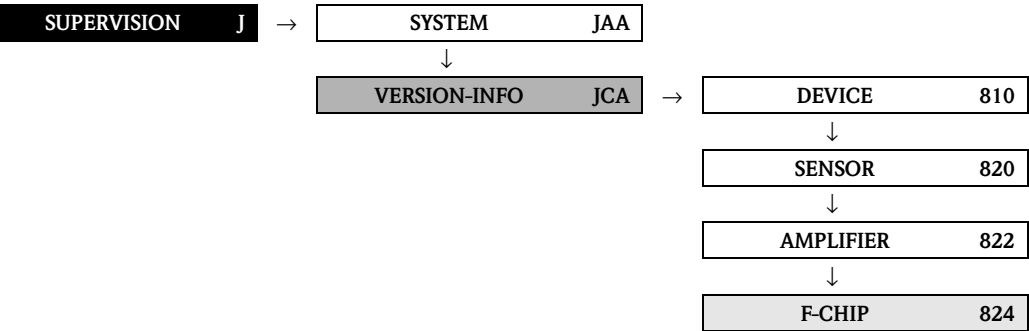 SUPERVISION J → SYSTEM JAA
↓
VERSION-INFO JCA → DEVICE 810
↓
SENSOR 820
↓
AMPLIFIER 822
↓
F-CHIP 824